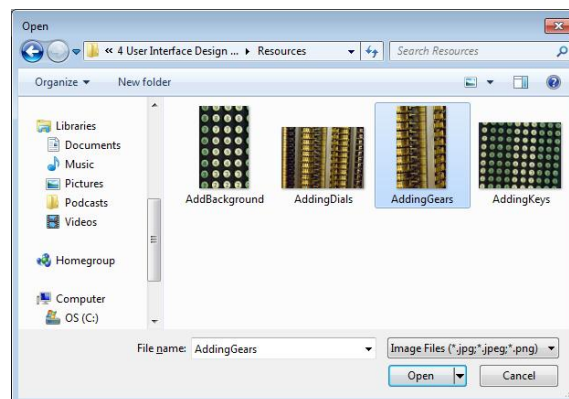 Open
« 4 User Interface Design ... Resources
Search Resources
Organize New folder
Libraries
Documents
Music
Pictures
Podcasts
Videos
Homegroup
Computer
OS (C:)
AddBackground AddingDials AddingGears AddingKeys
File name: AddingGears
Image Files (*.jpg;*.jpeg;*.png)
Open Cancel